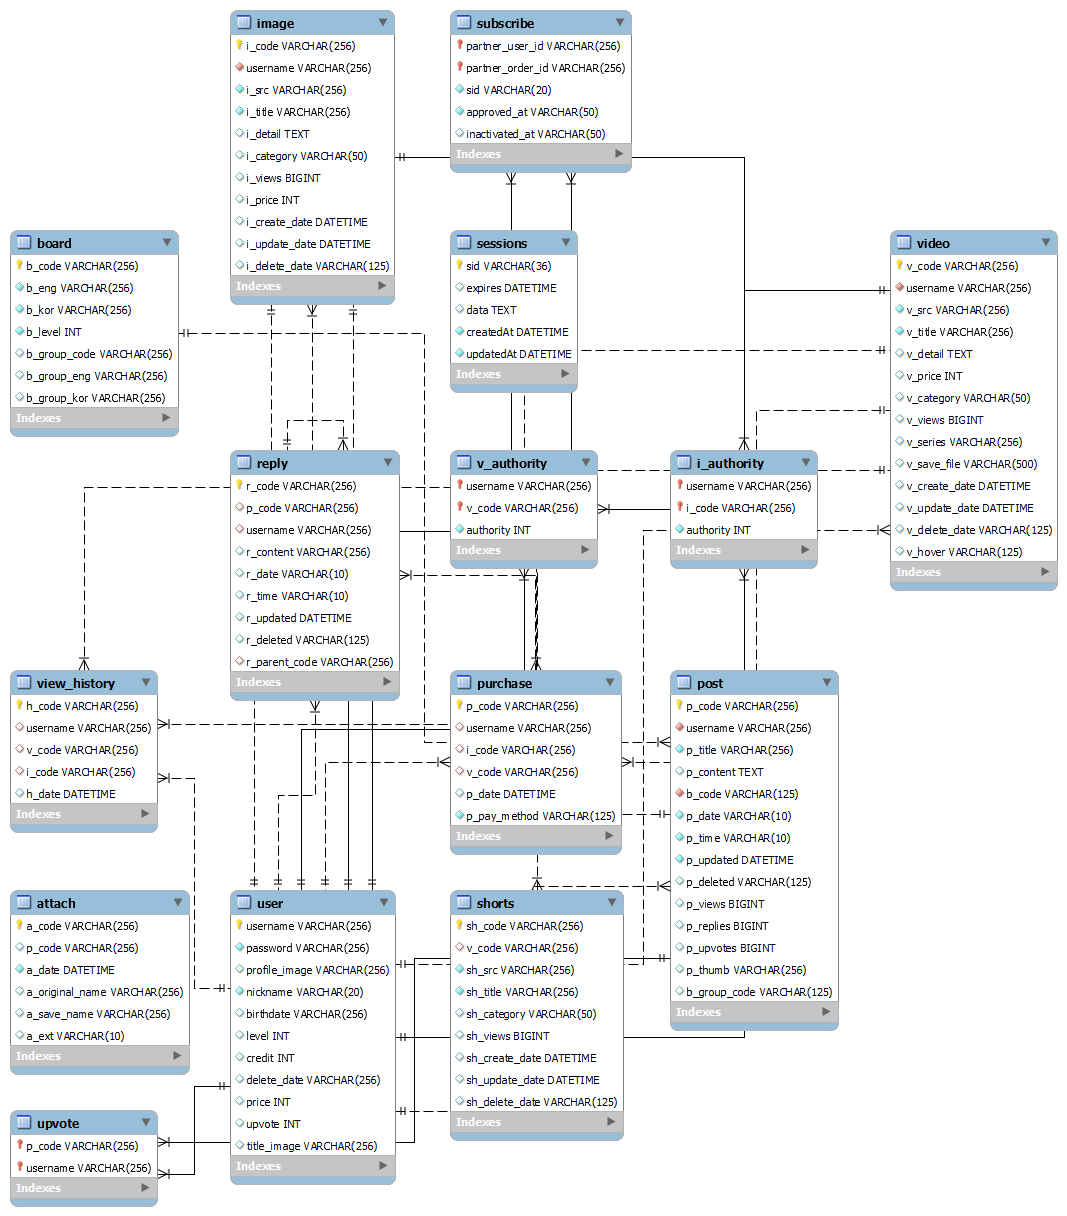 image
i_code VARCHAR(256)
username VARCHAR(256)
i_src VARCHAR(256)
i_title VARCHAR(256)
i_detail TEXT
i_category VARCHAR(50)
i_views BIGINT
i_price INT
i_create_date DATETIME
i_update_date DATETIME
i_delete_date VARCHAR(125)
Indexes
subscribe
partner_user_id VARCHAR(256)
partner_order_id VARCHAR(256)
sid VARCHAR(20)
approved_at VARCHAR(50)
inactivated_at VARCHAR(50)
Indexes
board
b_code VARCHAR(256)
b_eng VARCHAR(256)
b_kor VARCHAR(256)
b_level INT
b_group_code VARCHAR(256)
b_group_eng VARCHAR(256)
b_group_kor VARCHAR(256)
Indexes
sessions
sid VARCHAR(36)
expires DATETIME
data TEXT
createdAt DATETIME
updatedAt DATETIME
Indexes
video
v_code VARCHAR(256)
username VARCHAR(256)
v_src VARCHAR(256)
v_title VARCHAR(256)
v_detail TEXT
v_price INT
v_category VARCHAR(50)
v_views BIGINT
v_series VARCHAR(256)
v_save_file VARCHAR(500)
v_create_date DATETIME
v_update_date DATETIME
v_delete_date VARCHAR(125)
v_hover VARCHAR(125)
Indexes
reply
r_code VARCHAR(256)
p_code VARCHAR(256)
username VARCHAR(256)
r_content VARCHAR(256)
r_date VARCHAR(10)
r_time VARCHAR(10)
r_updated DATETIME
r_deleted VARCHAR(125)
r_parent_code VARCHAR(256)
Indexes
v_authority
username VARCHAR(256)
v_code VARCHAR(256)
authority INT
Indexes
i_authority
username VARCHAR(256)
i_code VARCHAR(256)
authority INT
Indexes
view_history
h_code VARCHAR(256)
username VARCHAR(256)
v_code VARCHAR(256)
i_code VARCHAR(256)
h_date DATETIME
Indexes
purchase
p_code VARCHAR(256)
username VARCHAR(256)
i_code VARCHAR(256)
v_code VARCHAR(256)
p_date DATETIME
p_pay_method VARCHAR(125)
Indexes
post
p_code VARCHAR(256)
username VARCHAR(256)
p_title VARCHAR(256)
p_content TEXT
b_code VARCHAR(125)
p_date VARCHAR(10)
p_time VARCHAR(10)
p_updated DATETIME
p_deleted VARCHAR(125)
p_views BIGINT
p_replies BIGINT
p_upvotes BIGINT
p_thumb VARCHAR(256)
b_group_code VARCHAR(125)
Indexes
attach
a_code VARCHAR(256)
p_code VARCHAR(256)
a_date DATETIME
a_original_name VARCHAR(256)
a_save_name VARCHAR(256)
a_ext VARCHAR(10)
Indexes
user
username VARCHAR(256)
password VARCHAR(256)
profile_image VARCHAR(256)
nickname VARCHAR(20)
birthdate VARCHAR(256)
level INT
credit INT
delete_date VARCHAR(256)
price INT
upvote INT
title_image VARCHAR(256)
Indexes
shorts
sh_code VARCHAR(256)
v_code VARCHAR(256)
sh_src VARCHAR(256)
sh_title VARCHAR(256)
sh_category VARCHAR(50)
sh_views BIGINT
sh_create_date DATETIME
sh_update_date DATETIME
sh_delete_date VARCHAR(125)
Indexes
upvote
p_code VARCHAR(256)
username VARCHAR(256)
Indexes